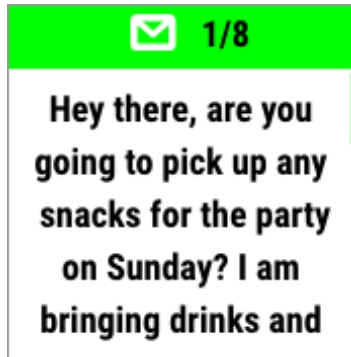 1/8
Hey there, are you
going to pick up any
snacks for the party
on Sunday? I am
bringing drinks and